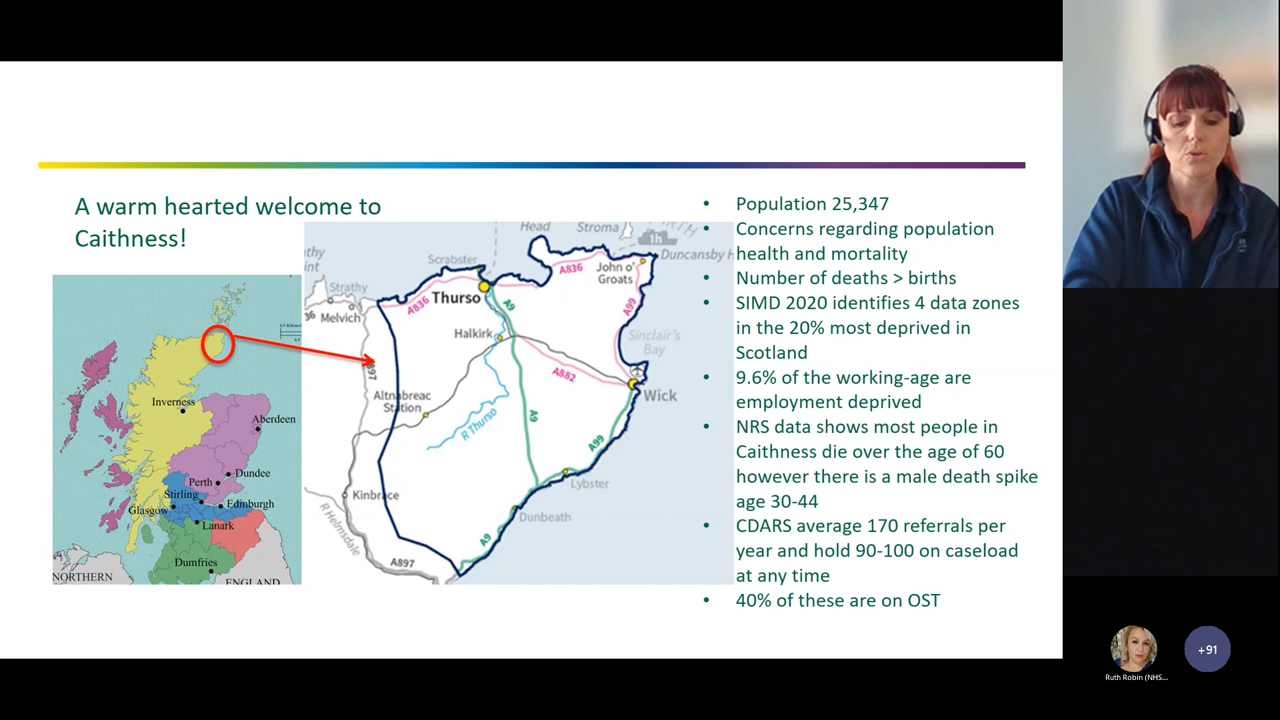 A warm hearted welcome to
Caithness!
Inverness
Aberdeen
Dundee
Perth
Stirling
Edinburgh
Glasgow
Lanark
Dumfries
NORTHERN
ENGLAND
Head
Stroma
1h
Duncansby H
Scrabster
A836
John o'
Groats
Strathy
Thurso
A836
A9
A99
36
Melvich
Halkirk
Sinclair's
Bay
897
A882
Altnabreac
Station
Wick
R Thurso
A9
A99
Lybster
Kinbrace
Dunbeath
R Helmsdale
A9
A897
• Population 25,347
• Concerns regarding population
health and mortality
• Number of deaths > births
• SIMD 2020 identifies 4 data zones
in the 20% most deprived in
Scotland
• 9.6% of the working-age are
employment deprived
• NRS data shows most people in
Caithness die over the age of 60
however there is a male death spike
age 30-44
• CDARS average 170 referrals per
year and hold 90-100 on caseload
at any time
• 40% of these are on OST
+91
Ruth Robin (NHS...